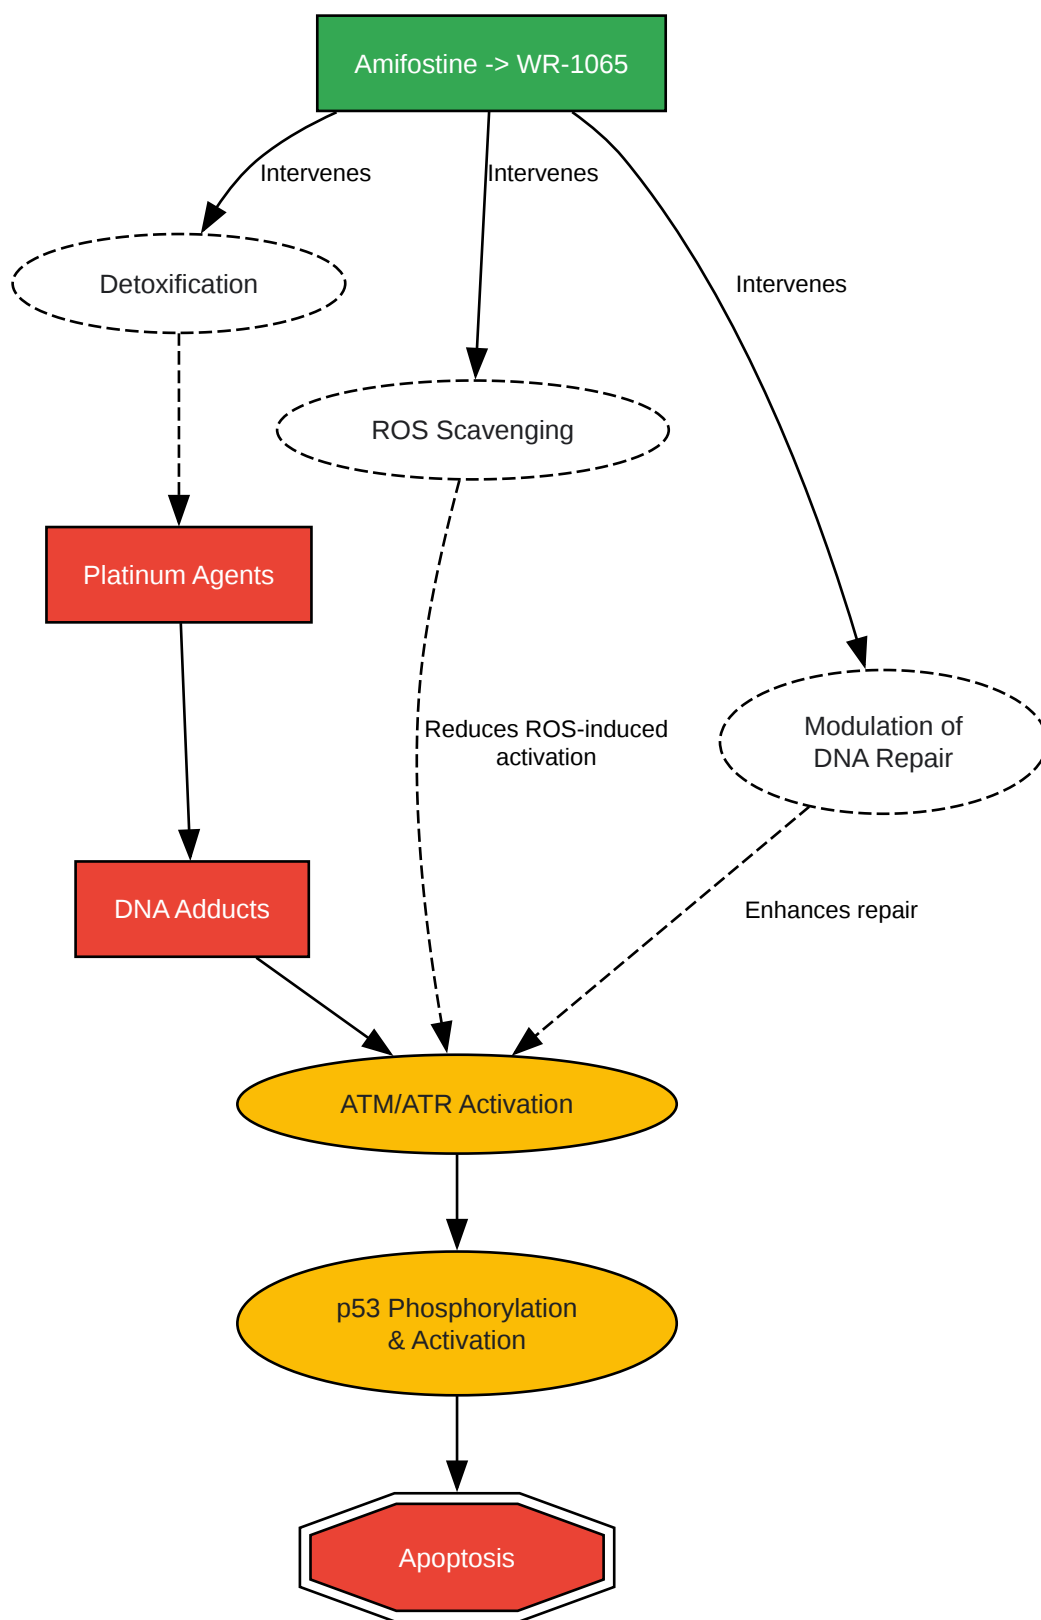 Amifostine -> WR-1065
Intervenes
Intervenes
Intervenes
Detoxification
ROS Scavenging
Platinum Agents
Reduces ROS-induced
activation
Modulation of
DNA Repair
DNA Adducts
Enhances repair
ATM/ATR Activation
p53 Phosphorylation
& Activation
Apoptosis